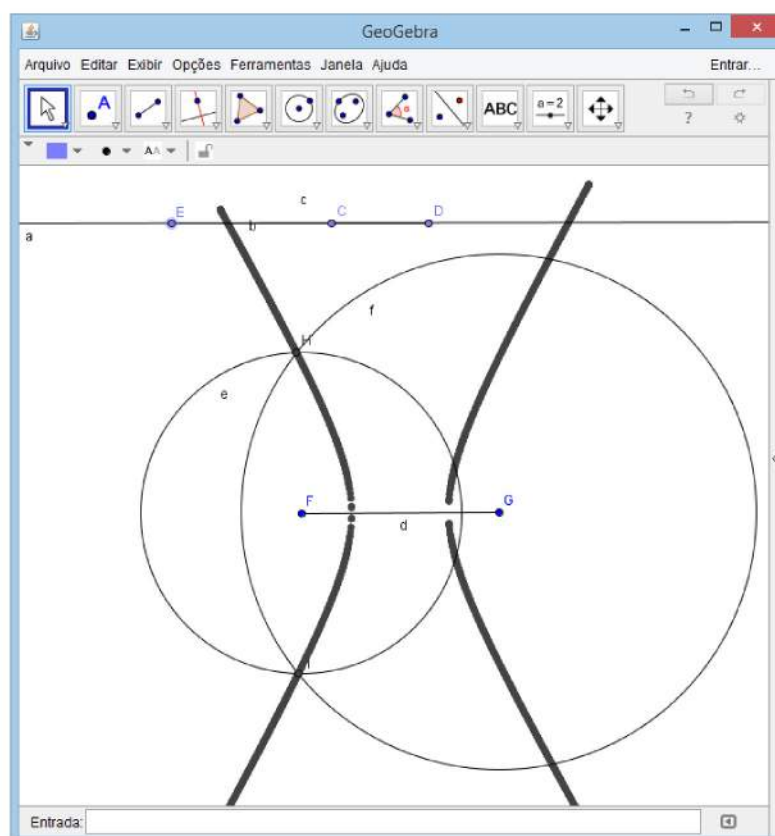 GeoGebra
Arquivo Editar Exibir Opções Ferramentas Janela Ajuda Entrar...
A ABC a=2
?
AA
c
E C D
b
a
f
H
e
F G
d
I
Entrada: